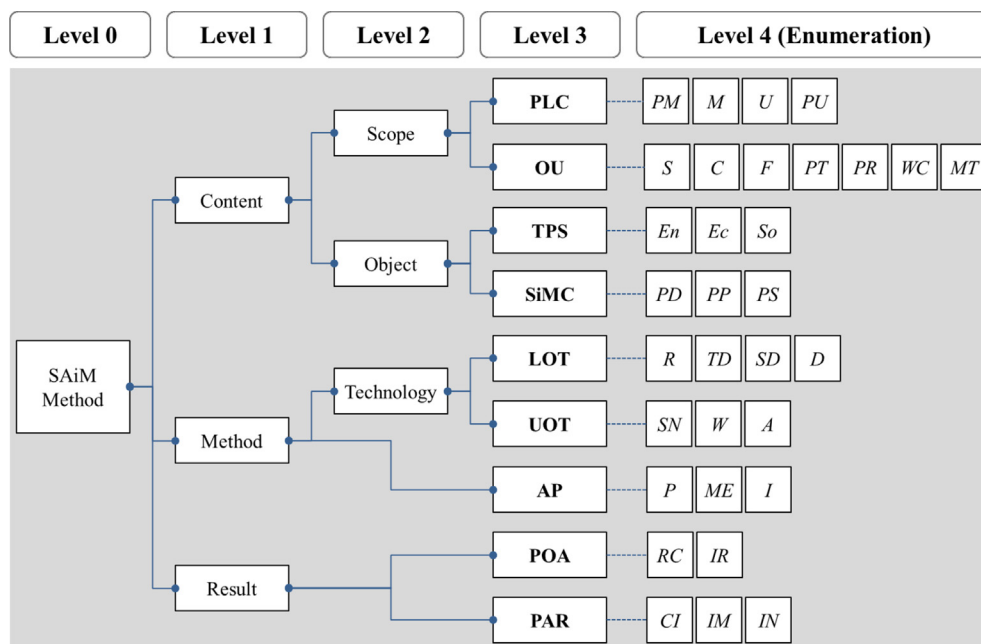 Level 0 Level 1 Level 2 Level 3 Level 4 (Enumeration)
PLC PM M U PU
Scope
OU S C F PT PR WC MT
Content
TPS En Ec So
Object
SiMC PD PP PS
SAiM
Method
LOT R TD SD D
Technology
UOT SN W A
Method
AP P ME I
POA RC IR
Result
PAR CI IM IN